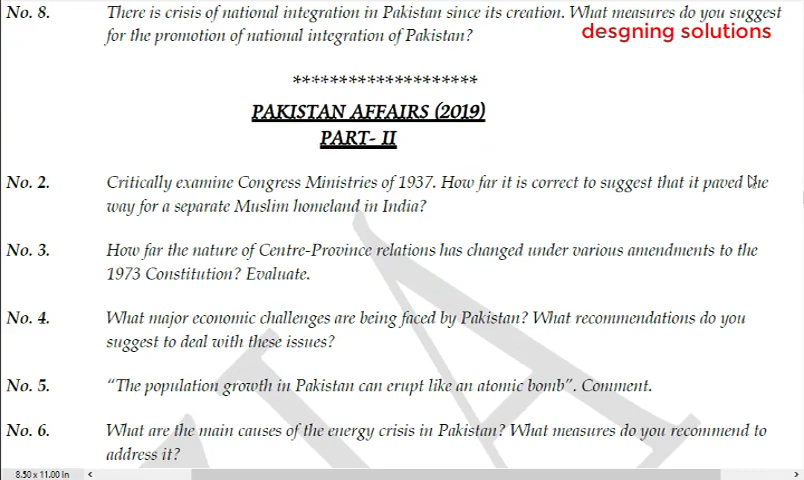 No. 8. There is crisis of national integration in Pakistan since its creation. What measures do you suggest
for the promotion of national integration of Pakistan?
desgning solutions
********************
PAKISTAN AFFAIRS (2019)
PART- II
No. 2. Critically examine Congress Ministries of 1937. How far it is correct to suggest that it paved the
way for a separate Muslim homeland in India?
No. 3. How far the nature of Centre-Province relations has changed under various amendments to the
1973 Constitution? Evaluate.
No. 4. What major economic challenges are being faced by Pakistan? What recommendations do you
suggest to deal with these issues?
No. 5. “The population growth in Pakistan can erupt like an atomic bomb”. Comment.
No. 6. What are the main causes of the energy crisis in Pakistan? What measures do you recommend to
address it?
8.50 x 11.00 in